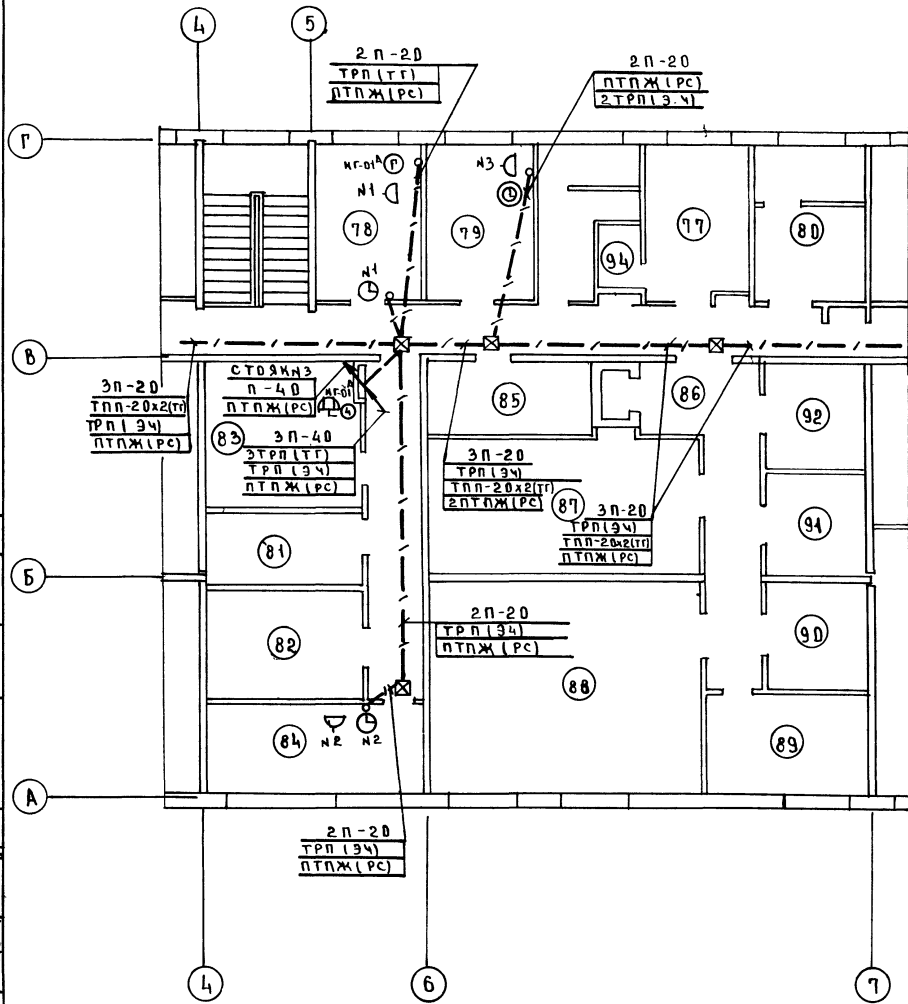 4
5
2П-20
ТРП(ТГ)
ПТПЖ(РС)
2П-20
ПТПЖ(РС)
2ТРП(Э.Ч)
Г
КГ-01А
Г
N1
78
N3
79
94
77
80
N1
В
СТОЯК N3
П-40
ПТПЖ(РС)
КГ-01А
4
3П-20
ТПП-20х2(ТГ)
ТРП(ЭЧ)
ПТПЖ(РС)
83
3П-40
3ТРП(ТГ)
ТРП(ЭЧ)
ПТПЖ(РС)
85
86
92
3П-20
ТРП(ЭЧ)
ТПП-20х2(ТГ)
2ПТПЖ(РС)
87
3П-20
ТРП(ЭЧ)
ТПП-20х2(ТГ)
ПТПЖ(РС)
91
81
Б
2П-20
ТРП(ЭЧ)
ПТПЖ(РС)
90
82
88
84
N2
N2
89
А
2П-20
ТРП(ЭЧ)
ПТПЖ(РС)
4
6
7